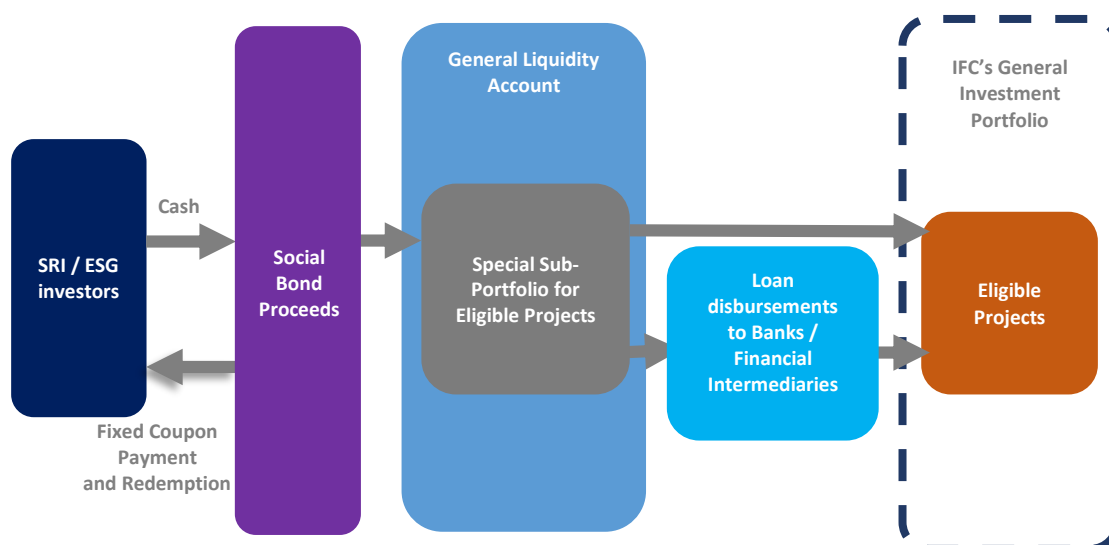 General Liquidity
Account
IFC's General
Investment
Portfolio
Cash
SRI / ESG
investors
Social
Bond
Proceeds
Special Sub-
Portfolio for
Eligible Projects
Loan
disbursements
to Banks /
Financial
Intermediaries
Eligible
Projects
Fixed Coupon
Payment
and Redemption